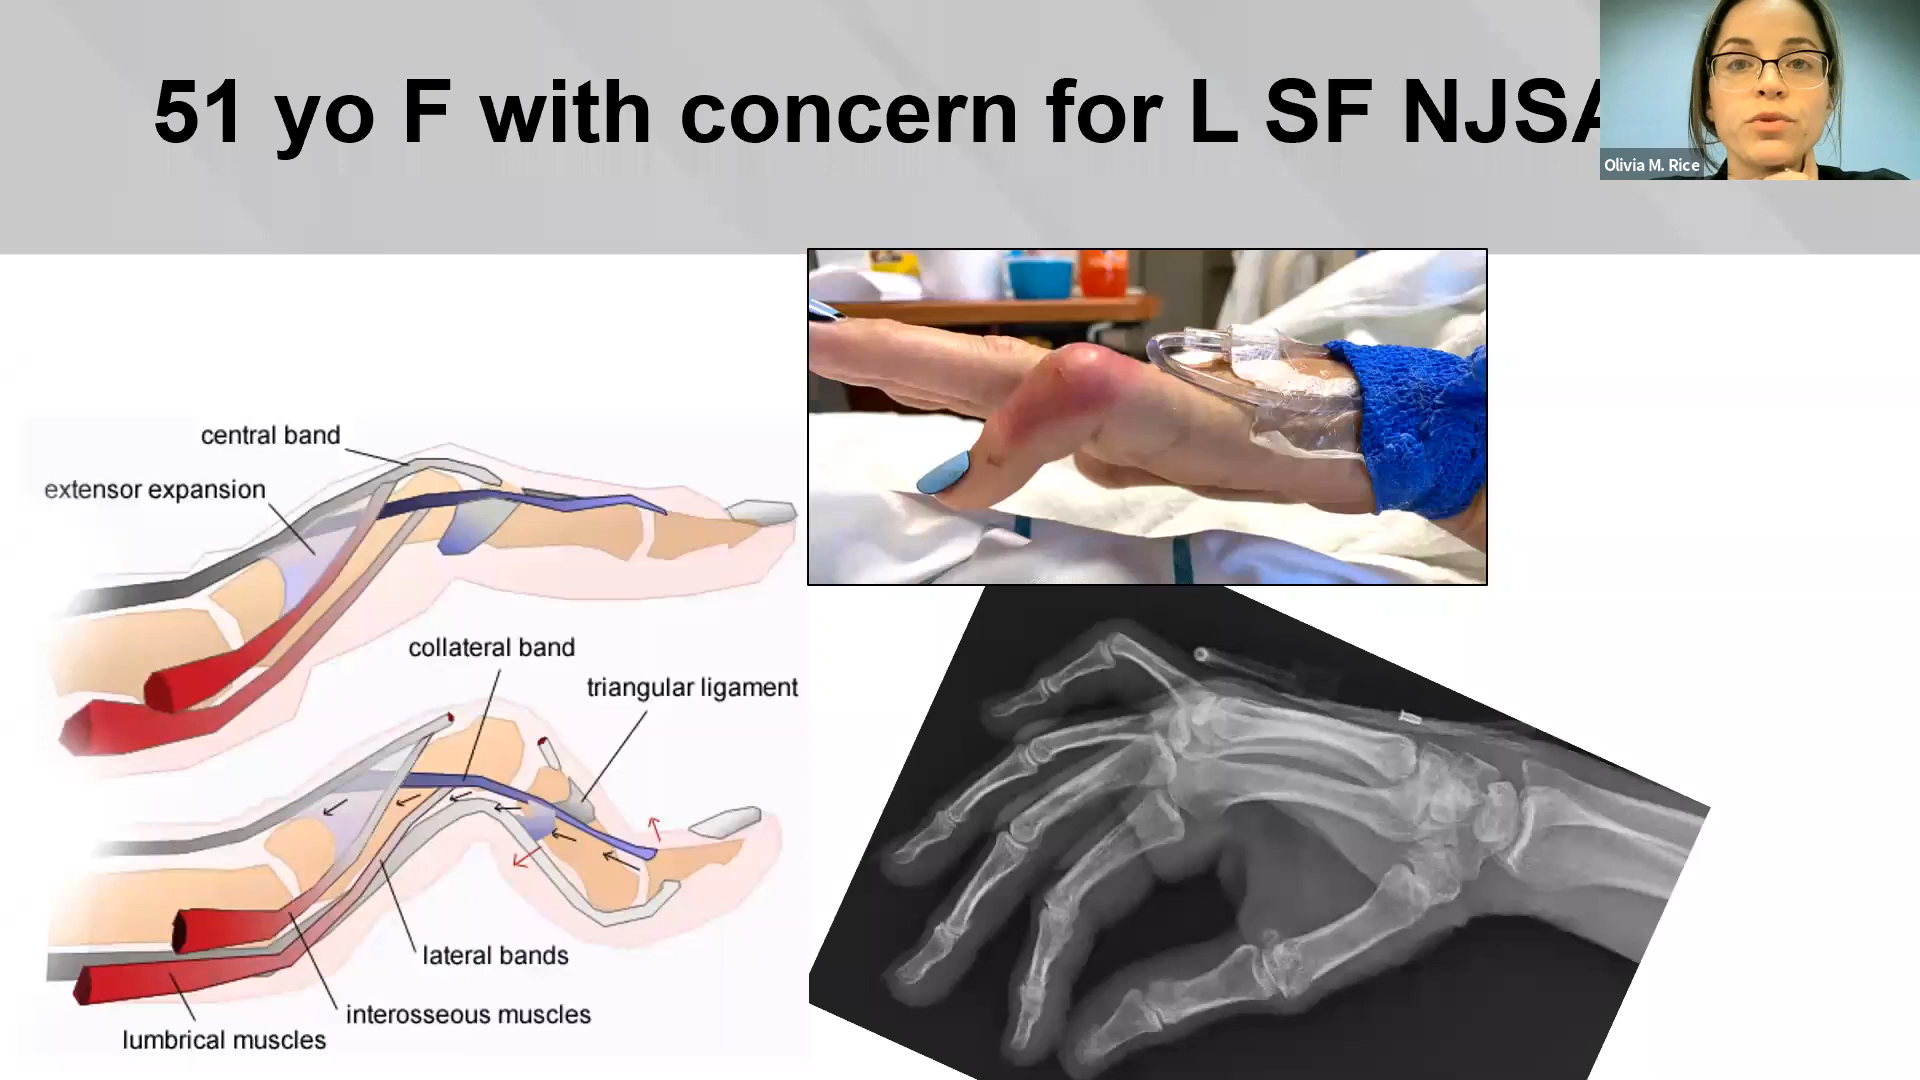 51 yo F with concern for L SF NJSA
Olivia M. Rice
central band
extensor expansion
collateral band
triangular ligament
lateral bands
interosseous muscles
lumbrical muscles